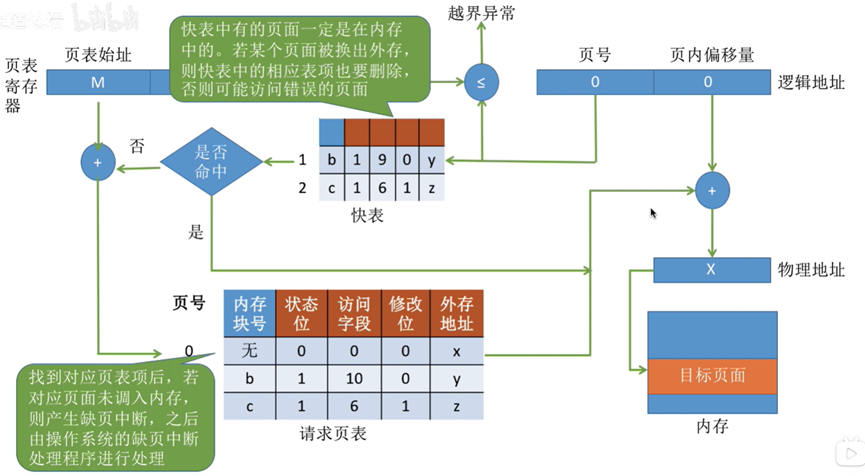 bilibili
快表中有的页面一定是在内存
中的。若某个页面被换出外存，
则快表中的相应表项也要删除，
否则可能访问错误的页面
越界异常
页表始址
页号 页内偏移量
页表
寄存
器
M
≤
0 0
逻辑地址
+
否
是否
命中
1 b 1 9 0 y
2 c 1 6 1 z
快表
+
是
X
物理地址
页号
内存块号 状态位 访问字段 修改位 外存地址
0 无 0 0 0 x
b 1 10 0 y
c 1 6 1 z
请求页表
目标页面
内存
找到对应页表项后，若
对应页面未调入内存，
则产生缺页中断，之后
由操作系统的缺页中断
处理程序进行处理